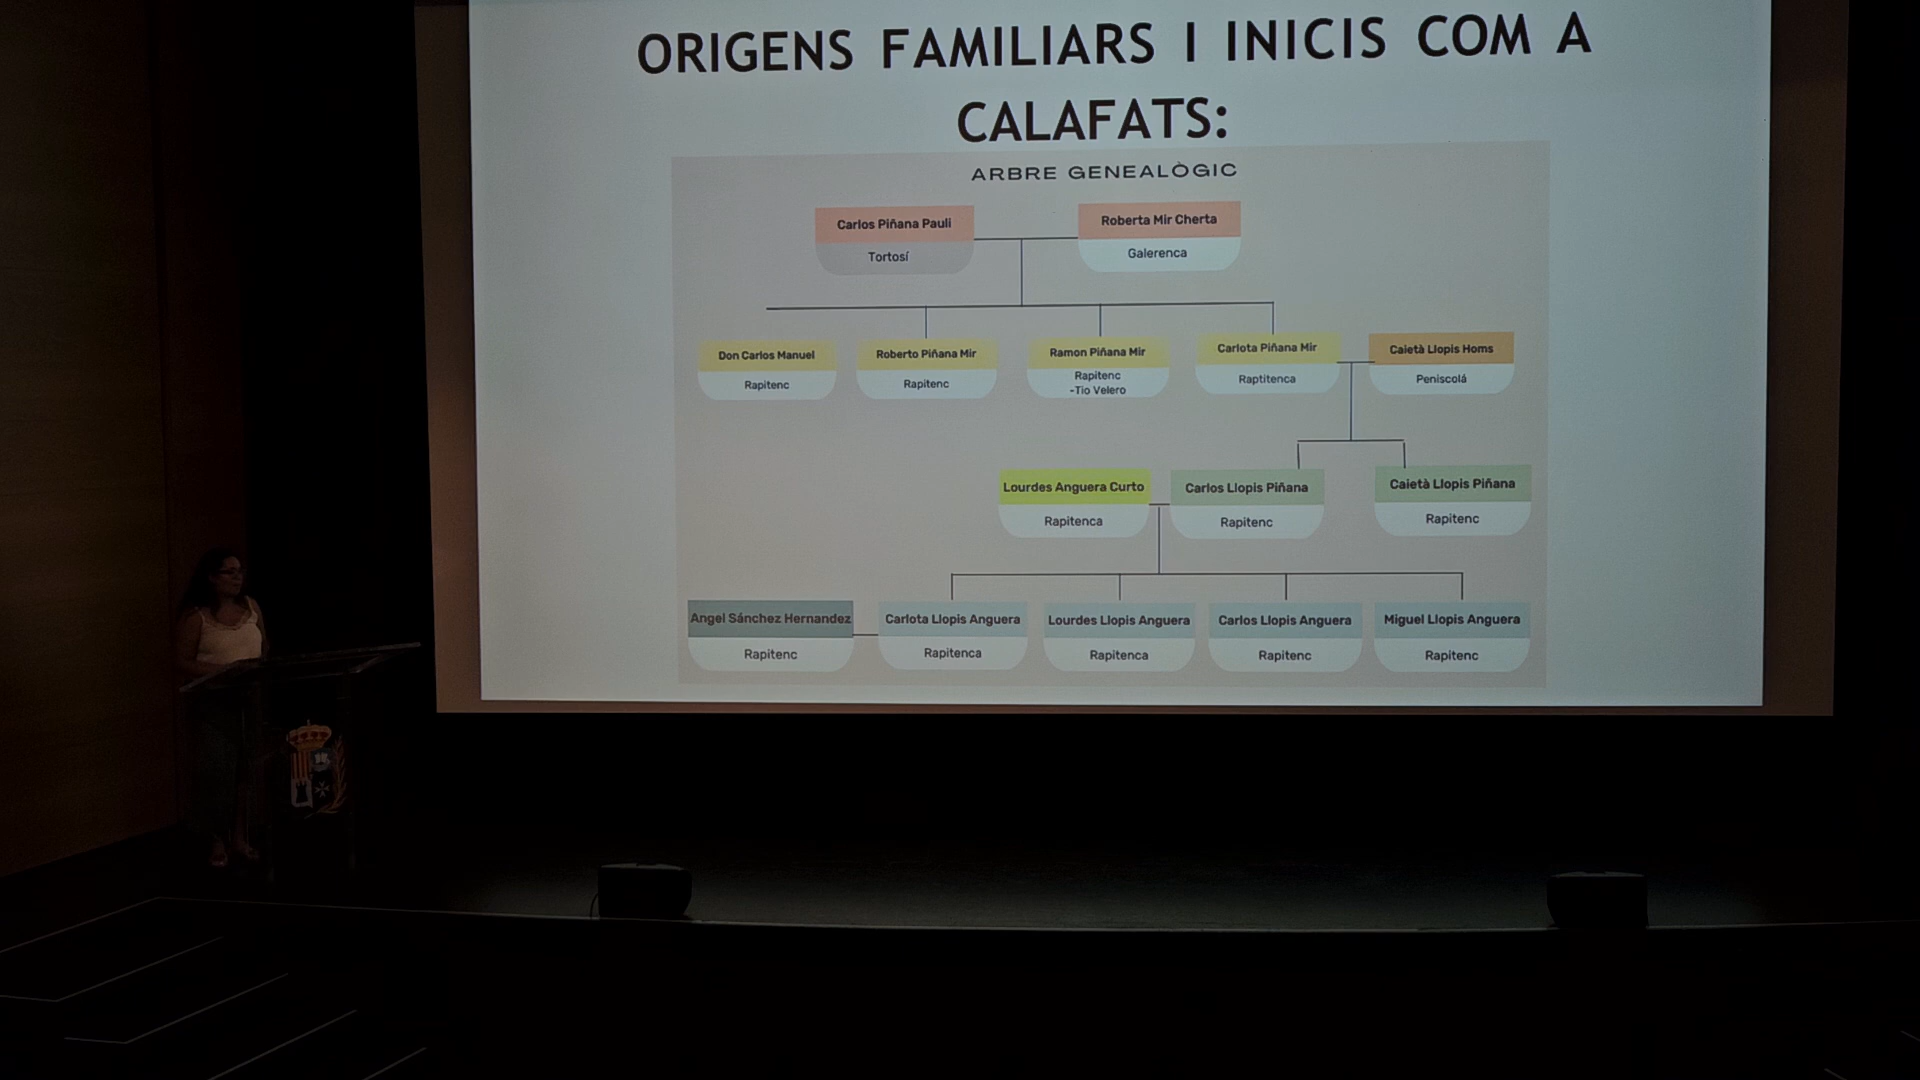 ORIGENS FAMILIARS I INICIS COM A
CALAFATS:
ARBRE GENEALÒGIC
Carlos Piñana Pauli
Tortosí
Roberta Mir Cherta
Galerenca
Don Carlos Manuel
Rapitenc
Roberto Piñana Mir
Rapitenc
Ramon Piñana Mir
Rapitenc
-Tio Velero
Carlota Piñana Mir
Raptitenca
Caietà Llopis Homs
Peniscolá
Lourdes Anguera Curto
Rapitenca
Carlos Llopis Piñana
Rapitenc
Caietà Llopis Piñana
Rapitenc
Angel Sánchez Hernandez
Rapitenc
Carlota Llopis Anguera
Rapitenca
Lourdes Llopis Anguera
Rapitenca
Carlos Llopis Anguera
Rapitenc
Miguel Llopis Anguera
Rapitenc